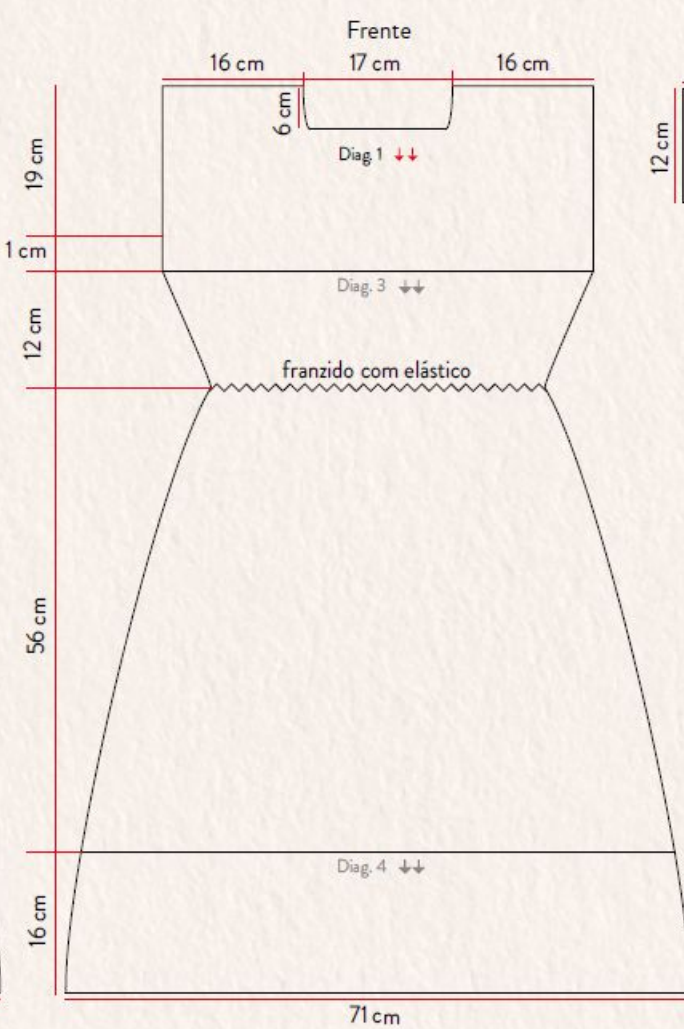 Frente
16 cm 17 cm 16 cm
6 cm
Diag. 1
19 cm
12 cm
1 cm
Diag. 3
12 cm
franzido com elástico
56 cm
Diag. 4
16 cm
71 cm